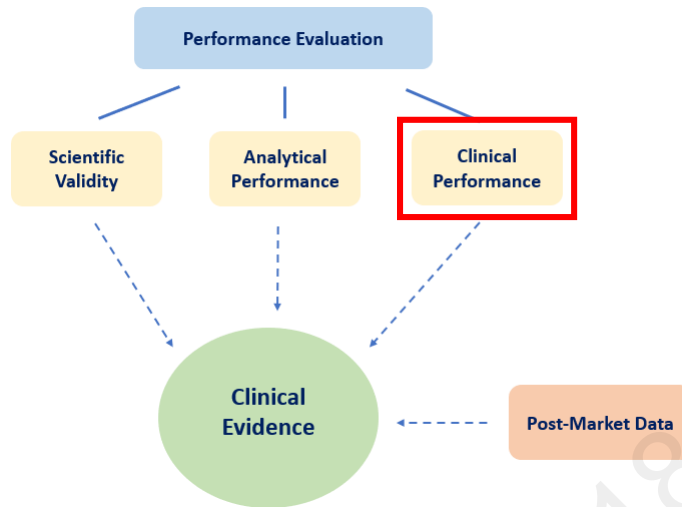 Performance Evaluation
Scientific
Validity
Analytical
Performance
Clinical
Performance
Clinical
Evidence
Post-Market Data